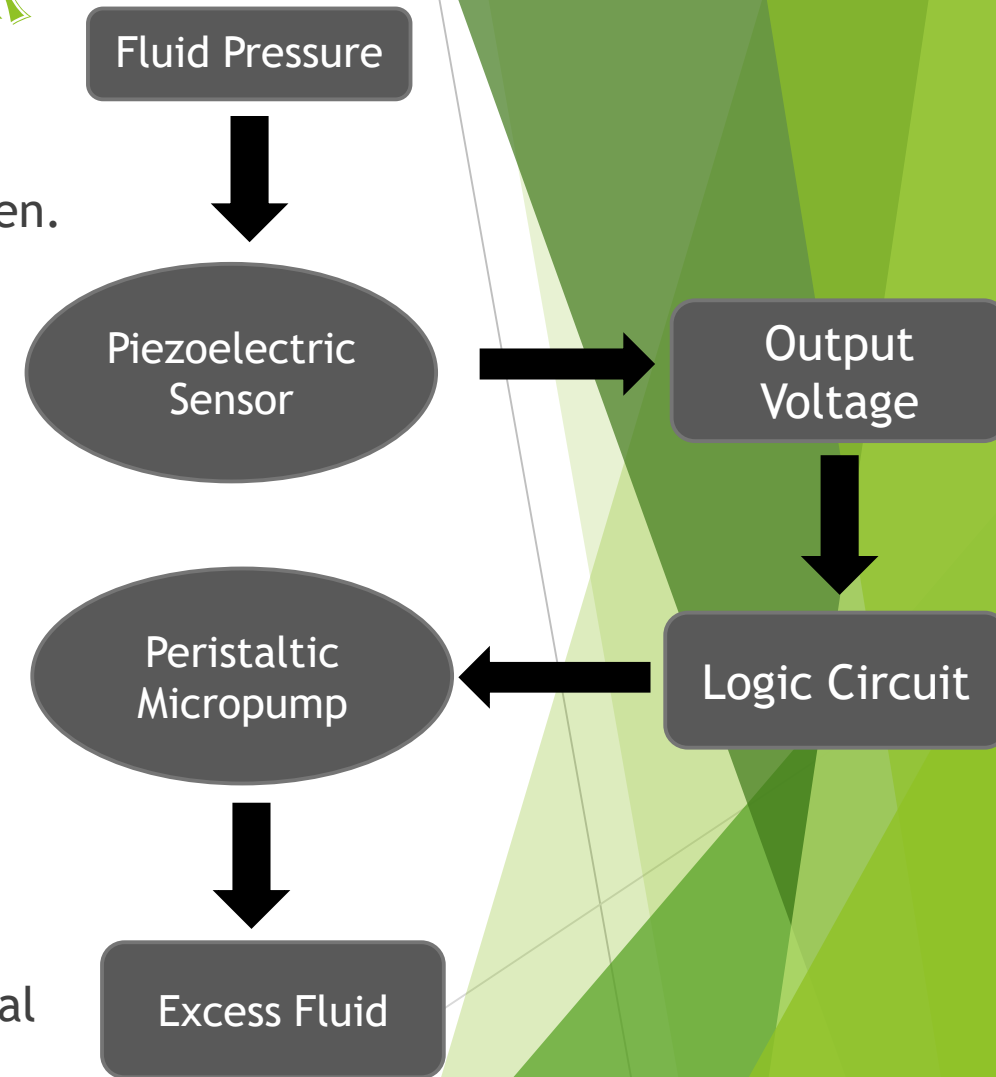 Fluid Pressure
en.
Piezoelectric
Sensor
Output
Voltage
Logic Circuit
Peristaltic
Micropump
Excess Fluid
al